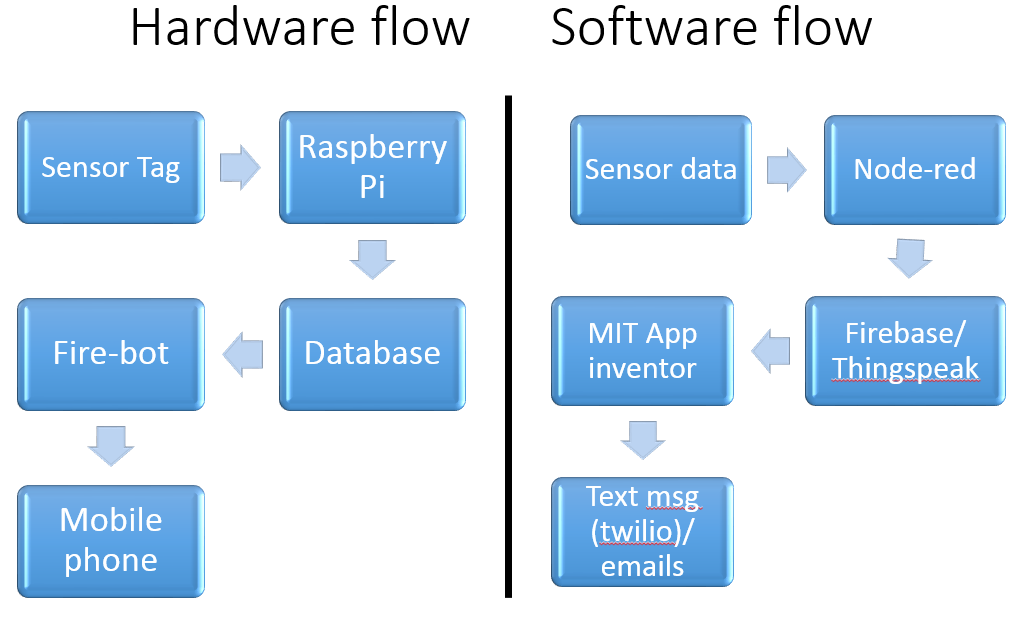 Hardware flow
Sensor Tag
Raspberry
Pi
Database
Fire-bot
Mobile
phone
Software flow
Sensor data
Node-red
Firebase/
Thingspeak
MIT App
inventor
Text msg
(twilio)/
emails